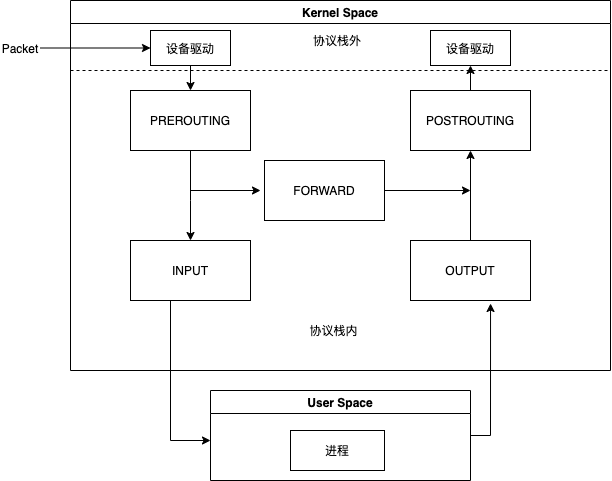 Kernel Space
协议栈外
Packet
设备驱动
设备驱动
PREROUTING
POSTROUTING
FORWARD
INPUT
OUTPUT
协议栈内
User Space
进程